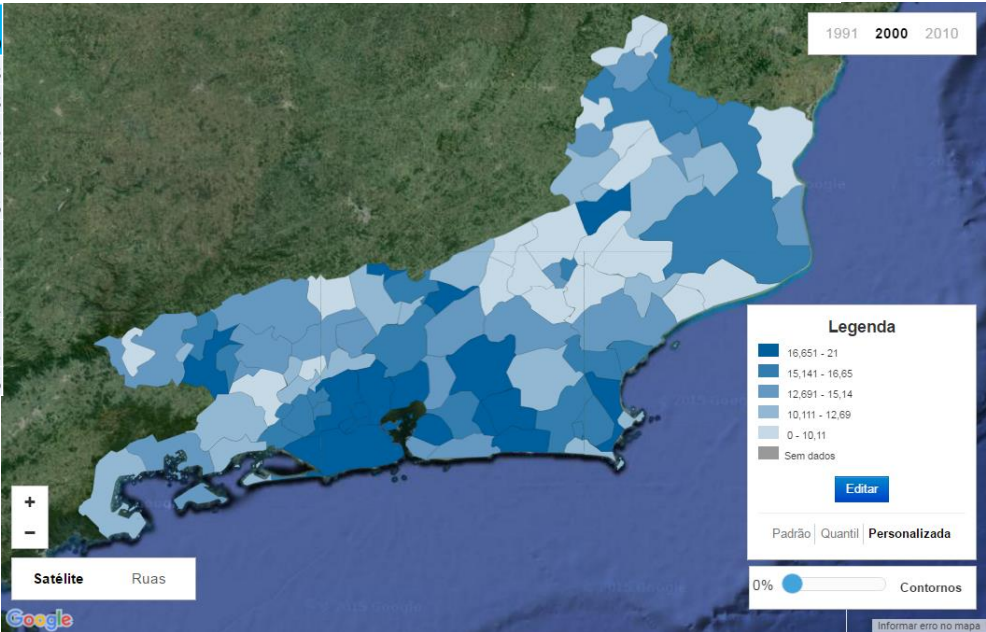 1991 2000 2010
Legenda
16,651 - 21
15,141 - 16,65
12,691 - 15,14
10,111 - 12,69
0 - 10,11
Sem dados
Editar
Padrão Quantil Personalizada
0% Contornos
+
−
Satélite Ruas
Google
Informar erro no mapa